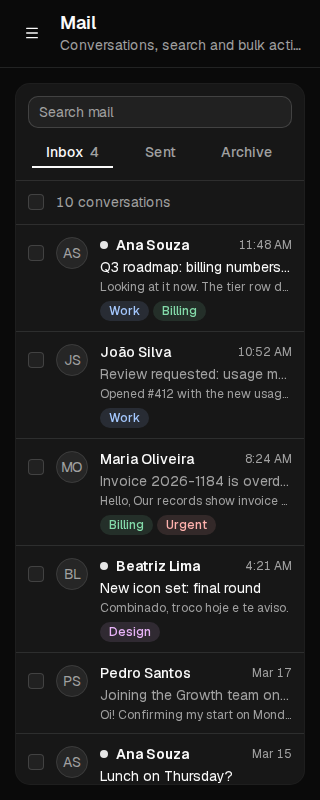 Mail
Conversations, search and bulk acti...
Search mail
Inbox 4 Sent Archive
10 conversations
AS Ana Souza 11:48 AM
Q3 roadmap: billing numbers...
Looking at it now. The tier row d...
Work Billing
JS João Silva 10:52 AM
Review requested: usage m...
Opened #412 with the new usag...
Work
MO Maria Oliveira 8:24 AM
Invoice 2026-1184 is overd...
Hello, Our records show invoice ...
Billing Urgent
BL Beatriz Lima 4:21 AM
New icon set: final round
Combinado, troco hoje e te aviso.
Design
PS Pedro Santos Mar 17
Joining the Growth team on...
Oi! Confirming my start on Mond...
AS Ana Souza Mar 15
Lunch on Thursday?